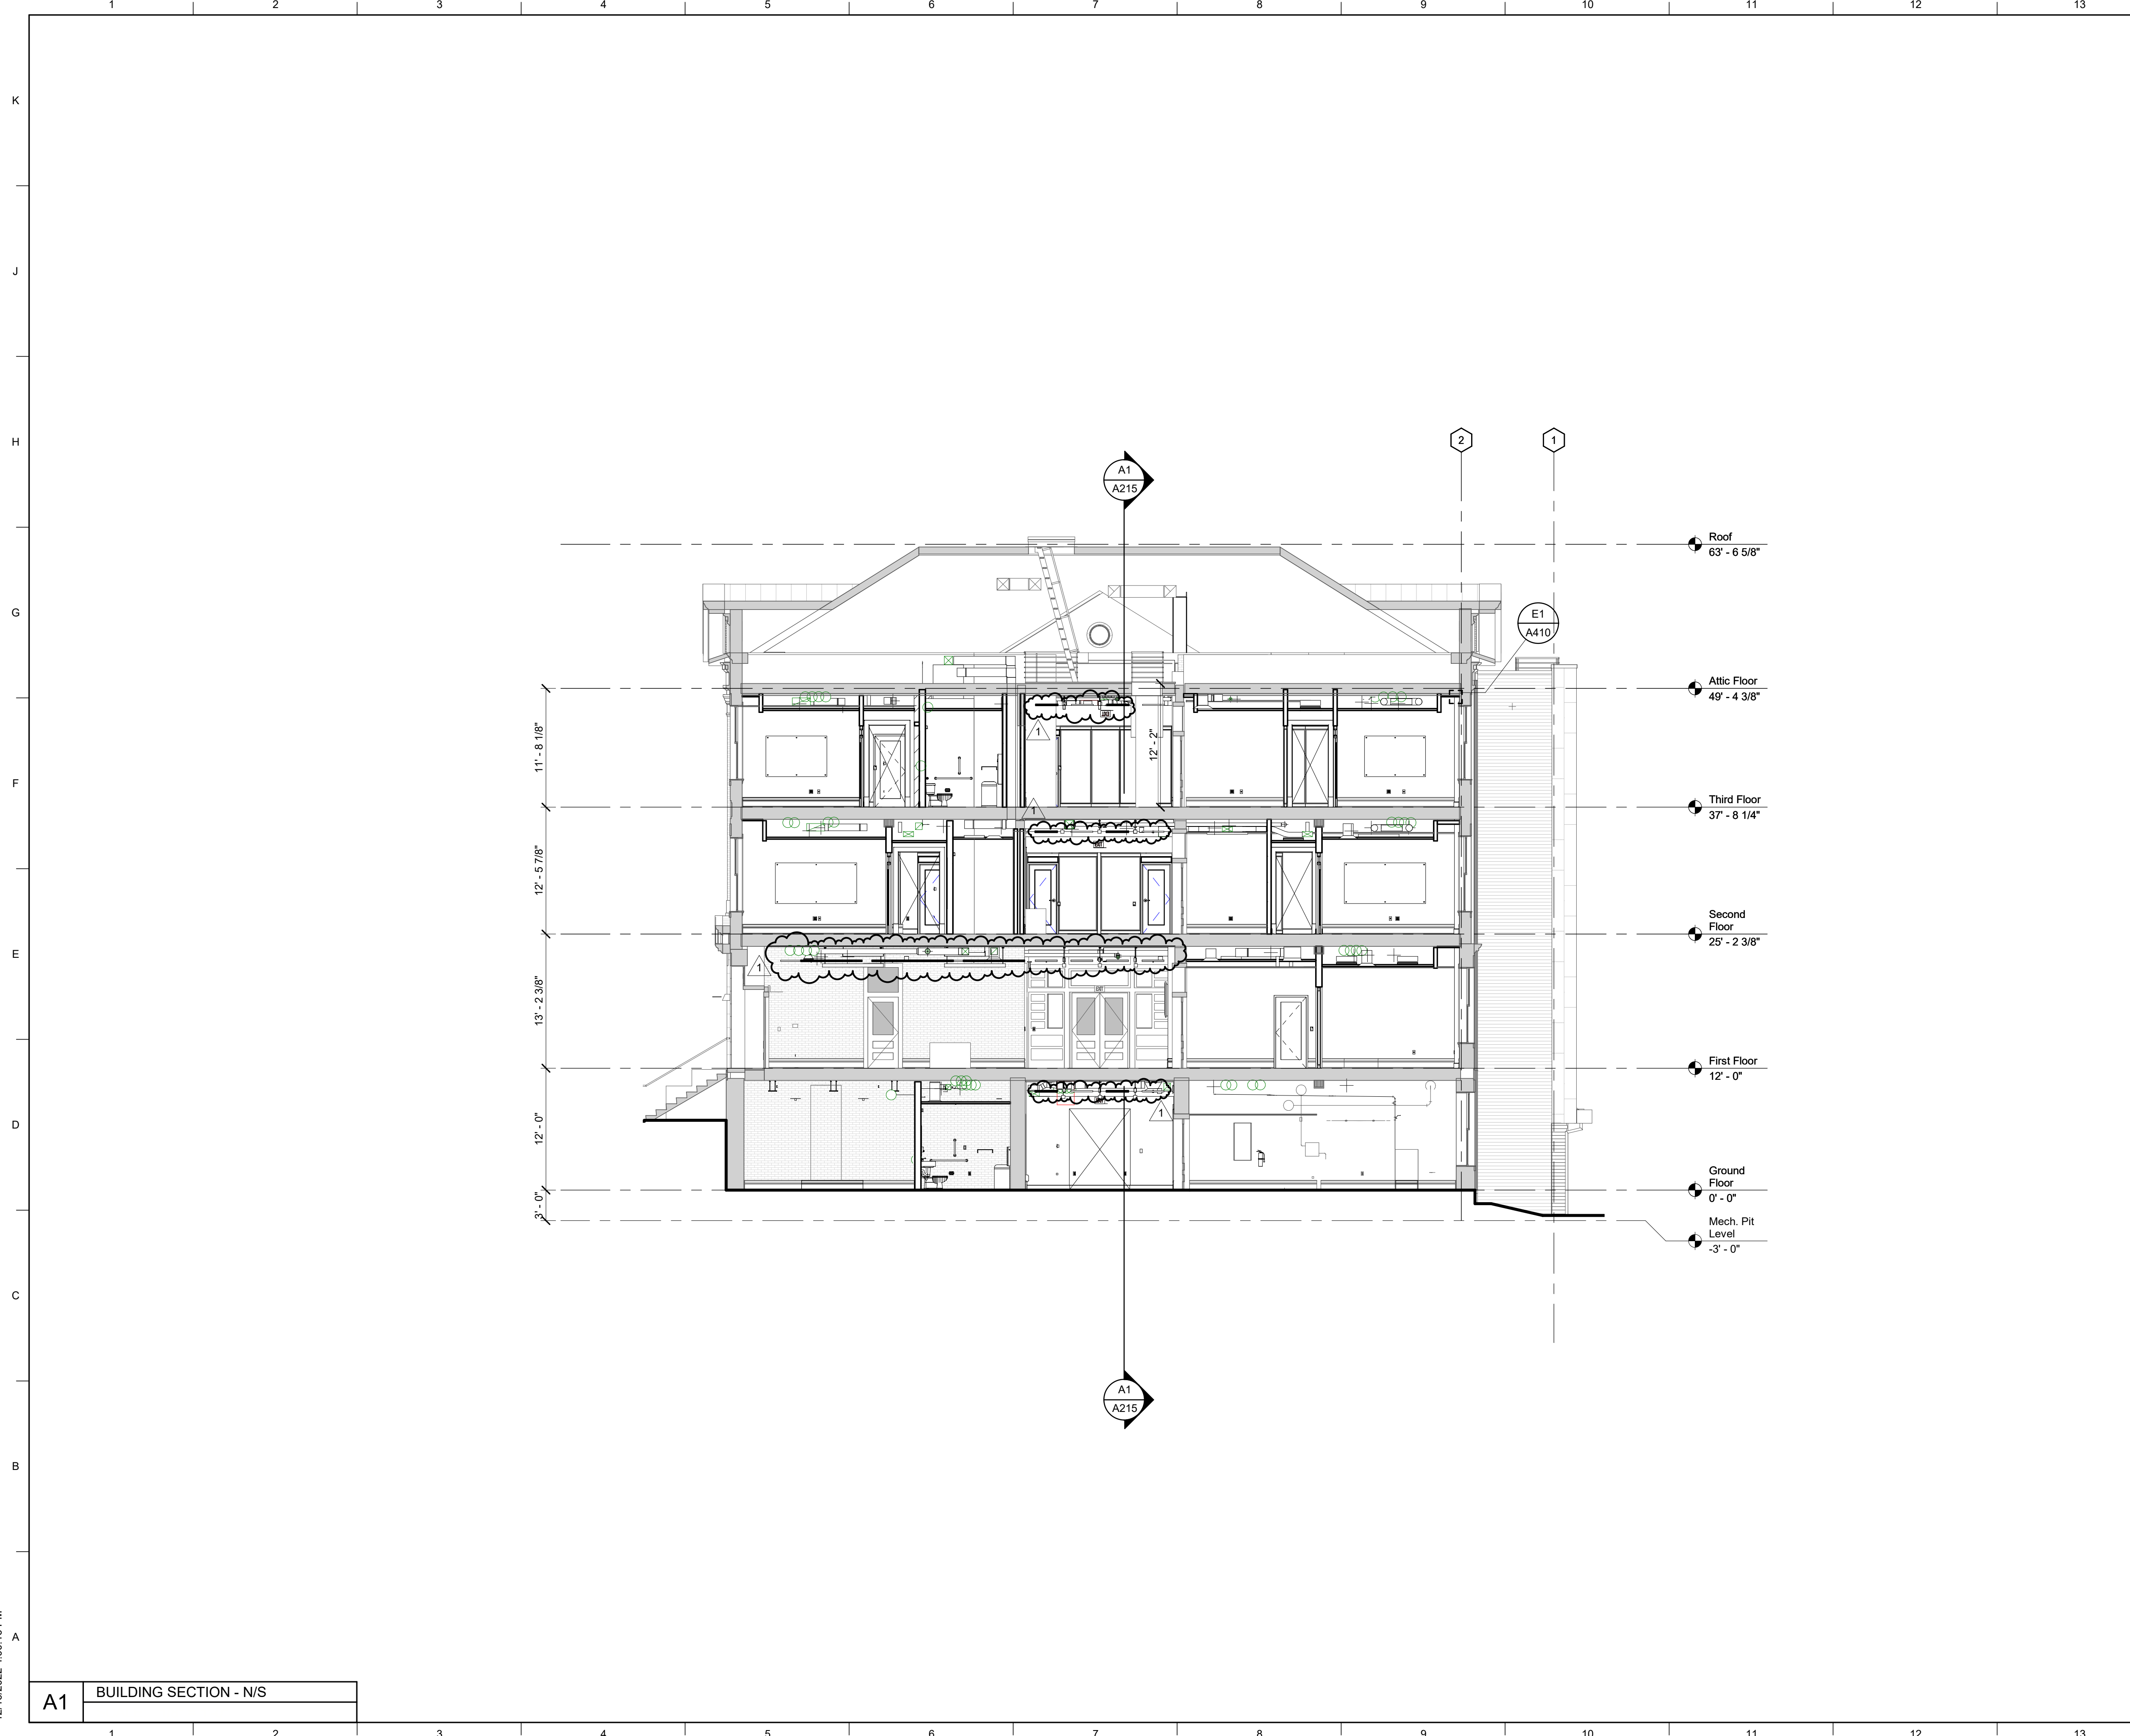 1 2 3 4 5 6 7 8 9 10 11 12 13
K
J
H
G
F
E
D
C
B
A
2
1
A1
A215
Roof
63' - 6 5/8"
E1
A410
Attic Floor
49' - 4 3/8"
11' - 8 1/8"
1
12' - 2"
1
Third Floor
37' - 8 1/4"
12' - 5 7/8"
EXIT
Second
Floor
25' - 2 3/8"
1
13' - 2 3/8"
EXIT
First Floor
12' - 0"
1
12' - 0"
Ground
Floor
0' - 0"
3' - 0"
Mech. Pit
Level
-3' - 0"
A1
A215
A1
BUILDING SECTION - N/S
1 2 3 4 5 6 7 8 9 10 11 12 13